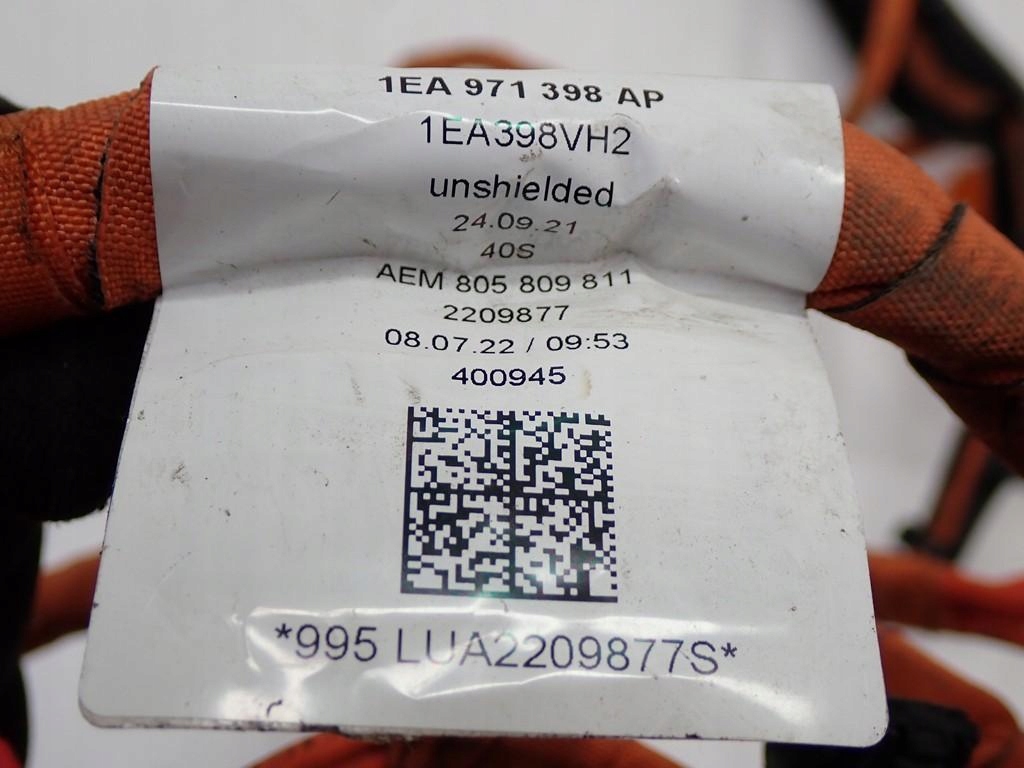 1EA 971 398 AP
1EA398VH2
unshielded
24.09.21
40S
AEM 805 809 811
2209877
08.07.22 / 09:53
400945
*995 LUA2209877S*